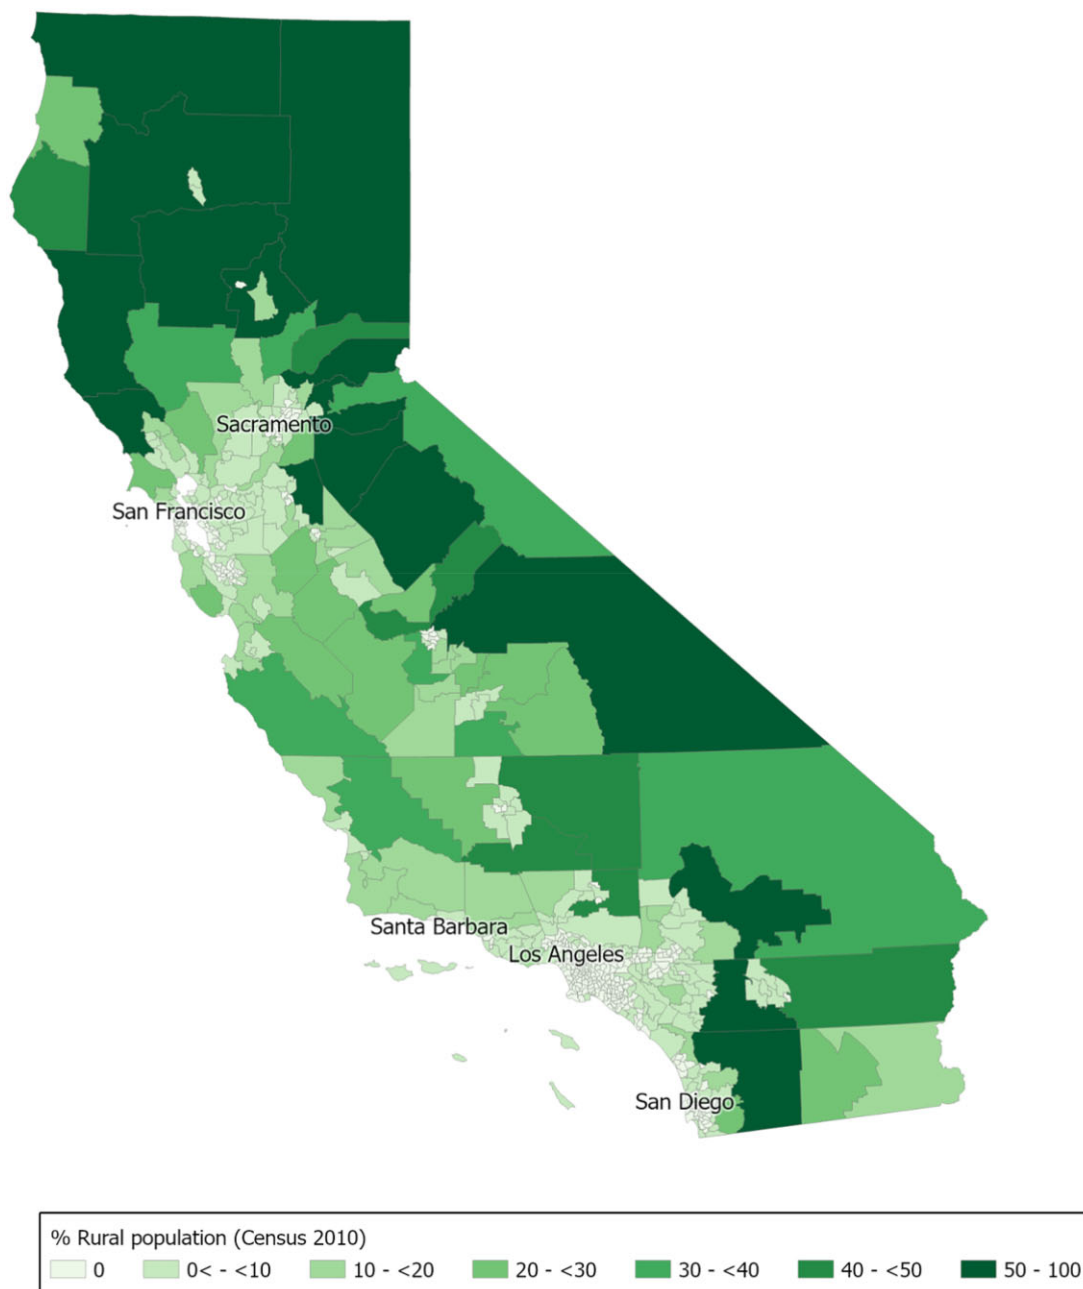 Sacramento
San Francisco
Santa Barbara
Los Angeles
San Diego
% Rural population (Census 2010)
0 0< - <10 10 - <20 20 - <30 30 - <40 40 - <50 50 - 100